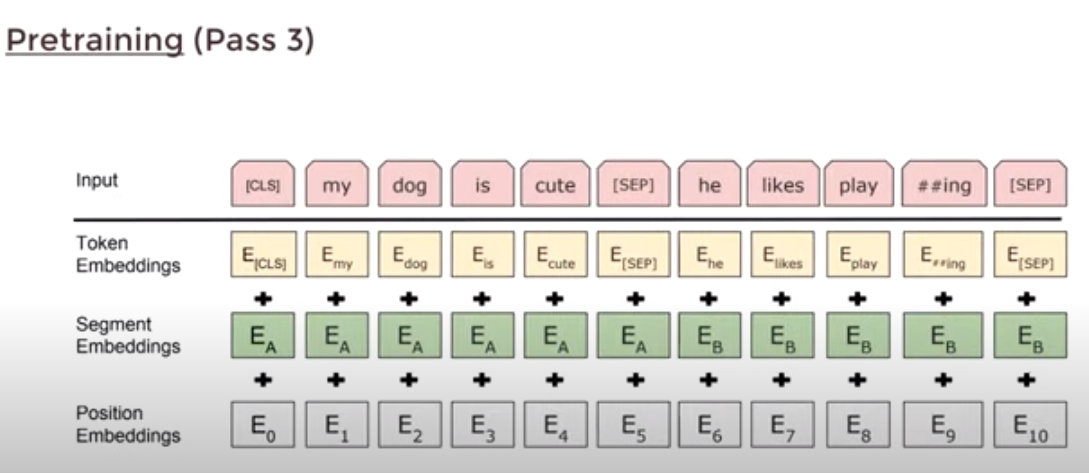 Pretraining (Pass 3)
Input [CLS] my dog is cute [SEP] he likes play ##ing [SEP]
Token Embeddings E[CLS] Emy Edog Eis Ecute E[SEP] Ehe Elikes Eplay E##ing E[SEP]
+ + + + + + + + + + +
Segment Embeddings EA EA EA EA EA EA EB EB EB EB EB
+ + + + + + + + + + +
Position Embeddings E0 E1 E2 E3 E4 E5 E6 E7 E8 E9 E10